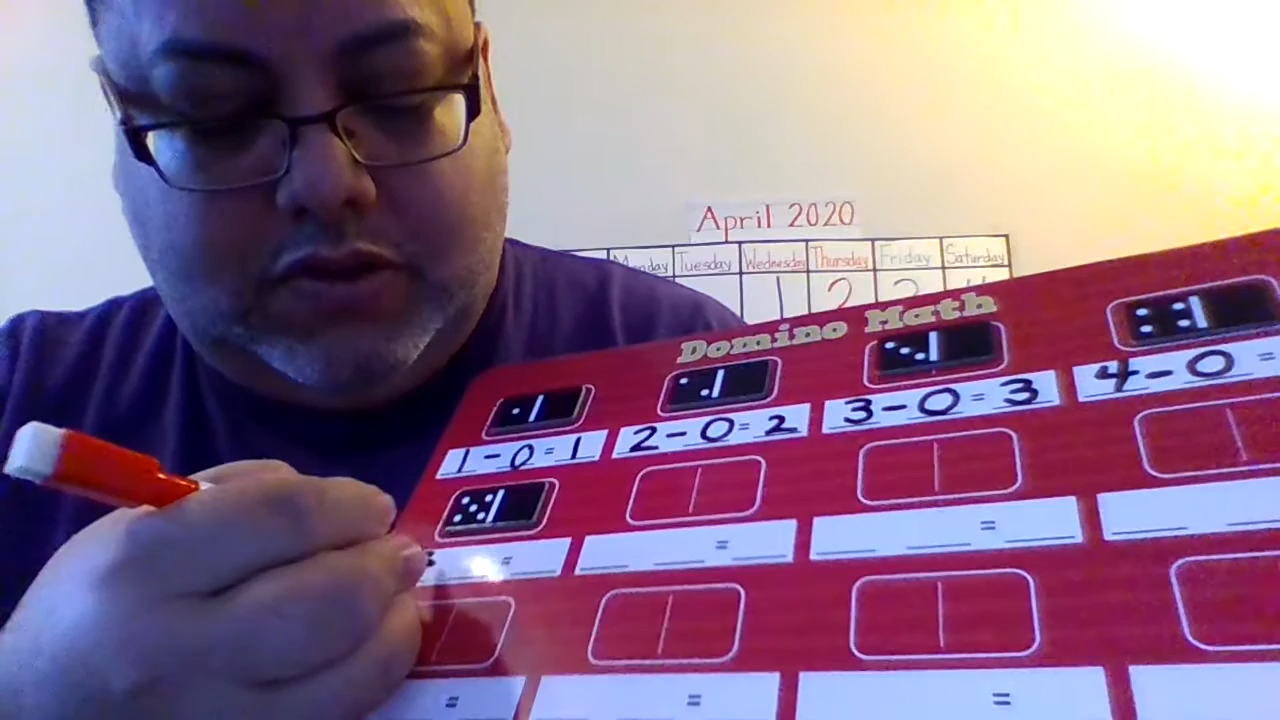 April 2020
Monday Tuesday Wednesday Thursday Friday Saturday
1 2 3 4
Domino Math
1 - 0 = 1 2 - 0 = 2 3 - 0 = 3 4 - 0 =
= = =
= = =